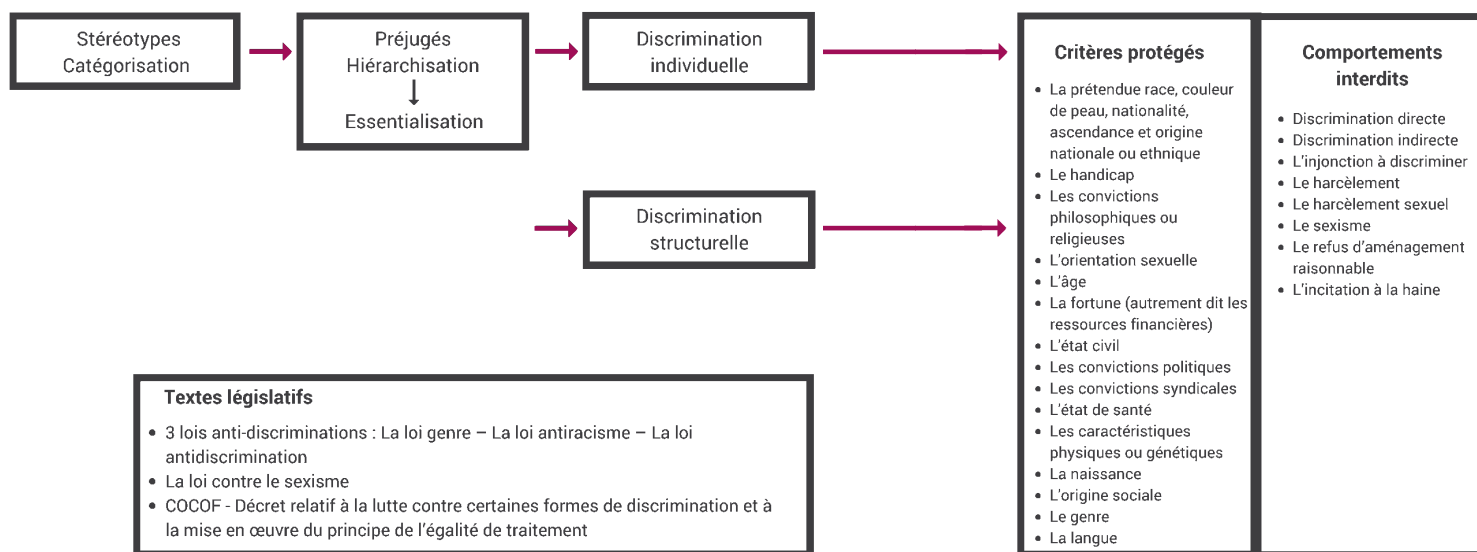 Stéréotypes
Catégorisation
Préjugés
Hiérarchisation
Essentialisation
Discrimination
individuelle
Discrimination
structurelle
Critères protégés
• La prétendue race, couleur
de peau, nationalité,
ascendance et origine
nationale ou ethnique
• Le handicap
• Les convictions
philosophiques ou
religieuses
• L'orientation sexuelle
• L'âge
• La fortune (autrement dit les
ressources financières)
• L'état civil
• Les convictions politiques
• Les convictions syndicales
• L'état de santé
• Les caractéristiques
physiques ou génétiques
• La naissance
• L'origine sociale
• Le genre
• La langue
Comportements
interdits
• Discrimination directe
• Discrimination indirecte
• L'injonction à discriminer
• Le harcèlement
• Le harcèlement sexuel
• Le sexisme
• Le refus d'aménagement
raisonnable
• L'incitation à la haine
Textes législatifs
• 3 lois anti-discriminations : La loi genre – La loi antiracisme – La loi
antidiscrimination
• La loi contre le sexisme
• COCOF - Décret relatif à la lutte contre certaines formes de discrimination et à
la mise en œuvre du principe de l'égalité de traitement